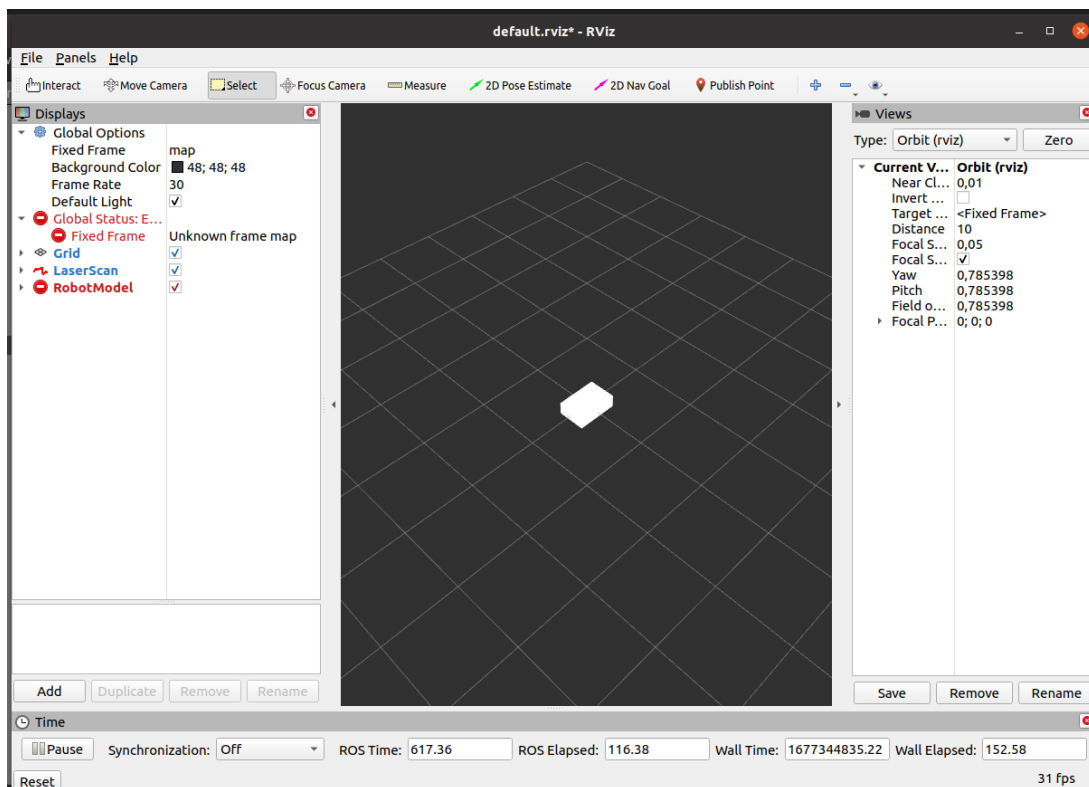 default.rviz* - RViz
File Panels Help
Interact Move Camera Select Focus Camera Measure 2D Pose Estimate 2D Nav Goal Publish Point
Displays
Global Options
Fixed Frame map
Background Color 48; 48; 48
Frame Rate 30
Default Light
Global Status: E...
Fixed Frame Unknown frame map
Grid
LaserScan
RobotModel
Add Duplicate Remove Rename
Views
Type: Orbit (rviz) Zero
Current V... Orbit (rviz)
Near Cl... 0,01
Invert ...
Target ... <Fixed Frame>
Distance 10
Focal S... 0,05
Focal S...
Yaw 0,785398
Pitch 0,785398
Field o... 0,785398
Focal P... 0; 0; 0
Save Remove Rename
Time
Pause Synchronization: Off ROS Time: 617.36 ROS Elapsed: 116.38 Wall Time: 1677344835.22 Wall Elapsed: 152.58
Reset 31 fps